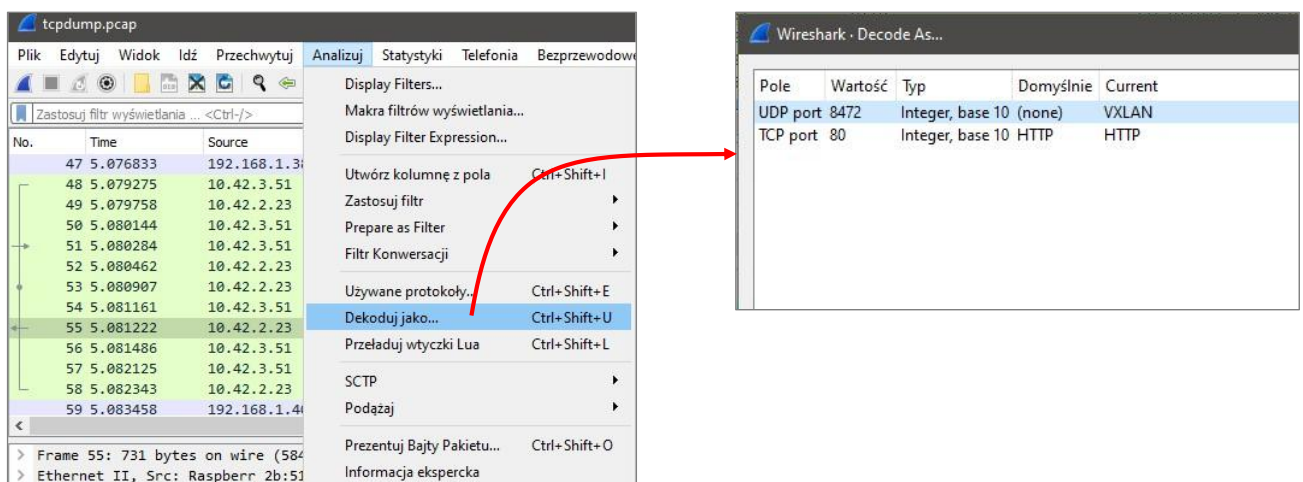 tcpdump.pcap
Plik Edytuj Widok Idź Przechwytuj Analizuj Statystyki Telefonia Bezprzewodowe
Zastosuj filtr wyświetlania ... <Ctrl-/>
No. Time Source
47 5.076833 192.168.1.38
48 5.079275 10.42.3.51
49 5.079758 10.42.2.23
50 5.080144 10.42.3.51
51 5.080284 10.42.3.51
52 5.080462 10.42.2.23
53 5.080907 10.42.2.23
54 5.081161 10.42.3.51
55 5.081222 10.42.2.23
56 5.081486 10.42.3.51
57 5.082125 10.42.3.51
58 5.082343 10.42.2.23
59 5.083458 192.168.1.40
Frame 55: 731 bytes on wire (584
Ethernet II, Src: Raspberr 2b:51
Display Filters...
Makra filtrów wyświetlania...
Display Filter Expression...
Utwórz kolumnę z pola Ctrl+Shift+I
Zastosuj filtr
Prepare as Filter
Filtr Konwersacji
Używane protokoły... Ctrl+Shift+E
Dekoduj jako... Ctrl+Shift+U
Przeładuj wtyczki Lua Ctrl+Shift+L
SCTP
Podążaj
Prezentuj Bajty Pakietu... Ctrl+Shift+O
Informacja ekspercka
Wireshark · Decode As...
Pole Wartość Typ Domyślnie Current
UDP port 8472 Integer, base 10 (none) VXLAN
TCP port 80 Integer, base 10 HTTP HTTP